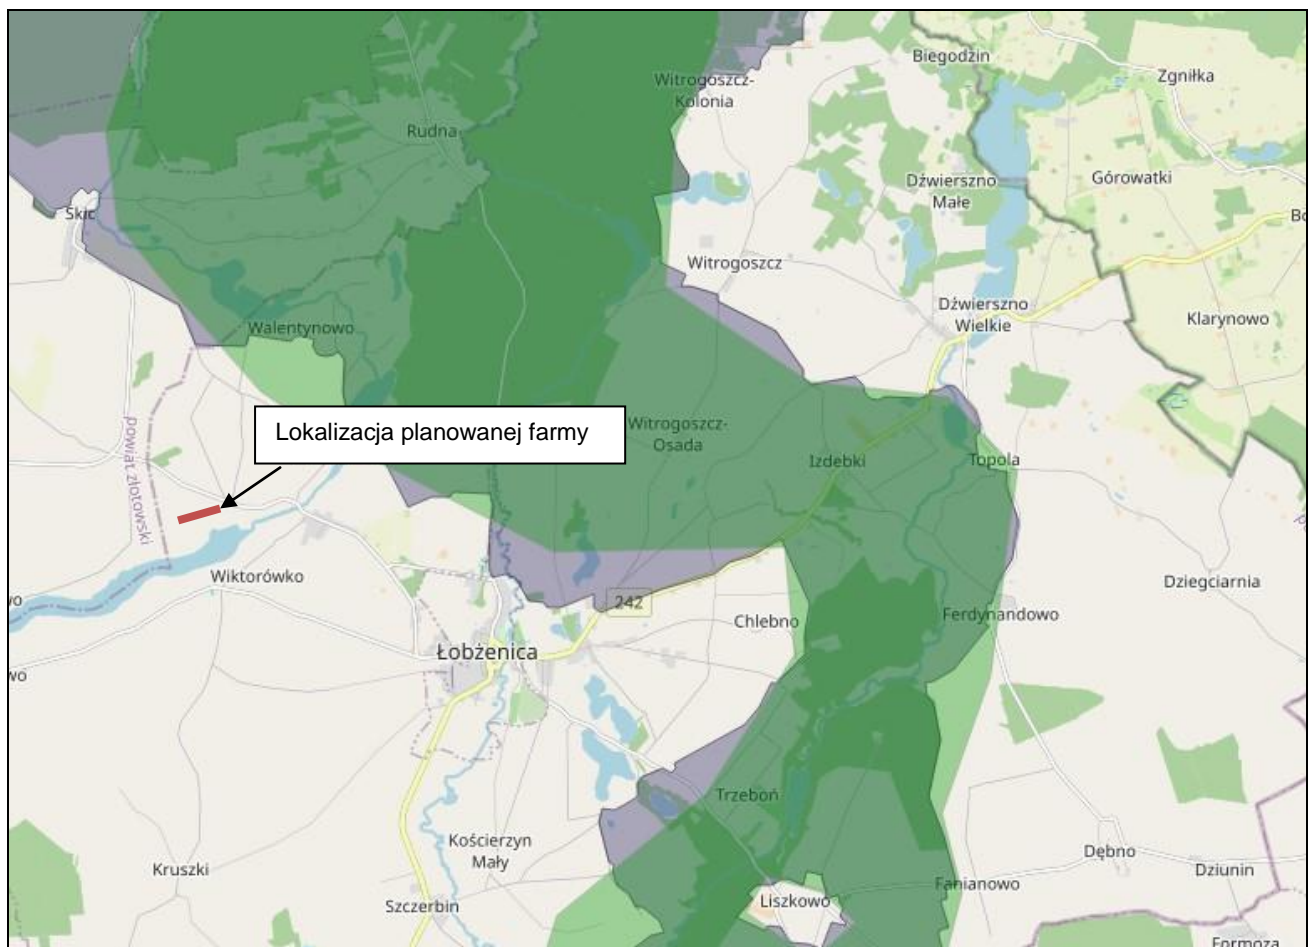 Biegodzin
Zgniłka
Witrogoszcz-
Kolonia
Rudna
Dźwierszno
Małe
Górowatki
Skic
Witrogoszcz
Dźwierszno
Wielkie
Klarynowo
Walentynowo
Lokalizacja planowanej farmy
Witrogoszcz-
Osada
Izdebki
Topola
powiat złotowski
Wiktorówko
242
Dziegciarnia
Chlebno
Ferdynandowo
Łobżenica
Trzeboń
Kościerzyn
Mały
Kruszki
Dębno
Dziunin
Fanianowo
Szczerbin
Liszkowo
Formoza